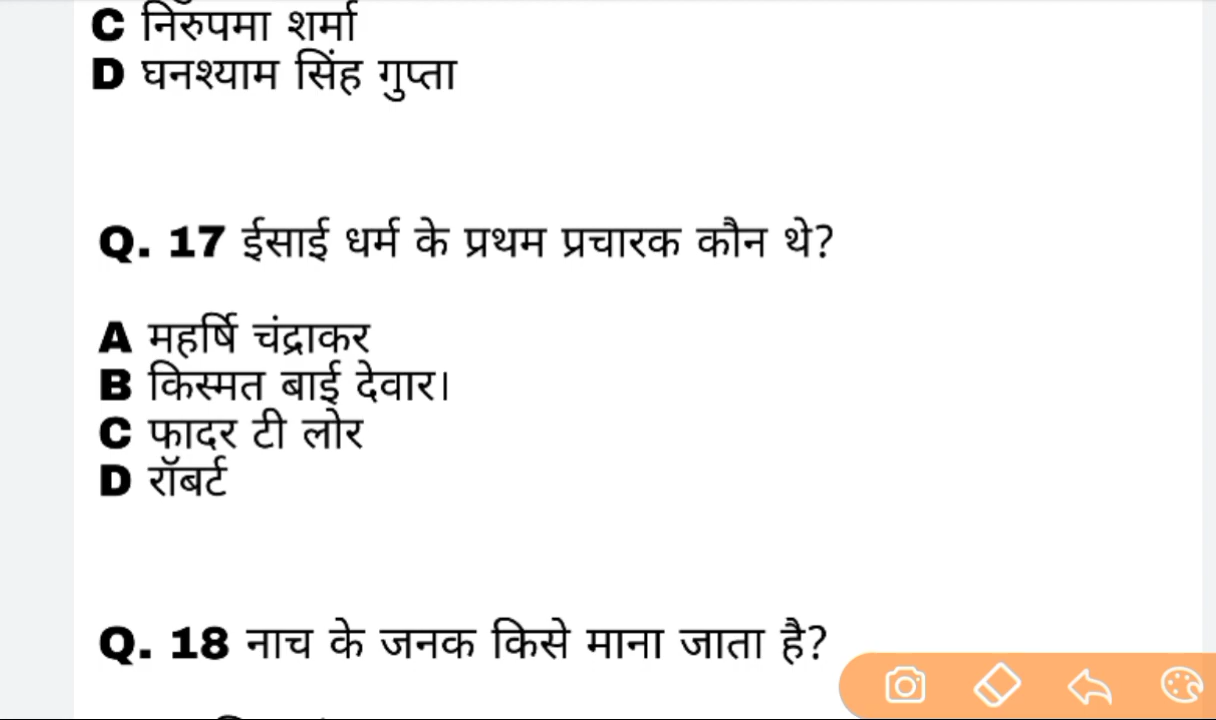 C निरुपमा शर्मा
D घनश्याम सिंह गुप्ता
Q. 17 ईसाई धर्म के प्रथम प्रचारक कौन थे?
A महर्षि चंद्राकर
B किस्मत बाई देवार।
C फादर टी लोर
D रॉबर्ट
Q. 18 नाच के जनक किसे माना जाता है?